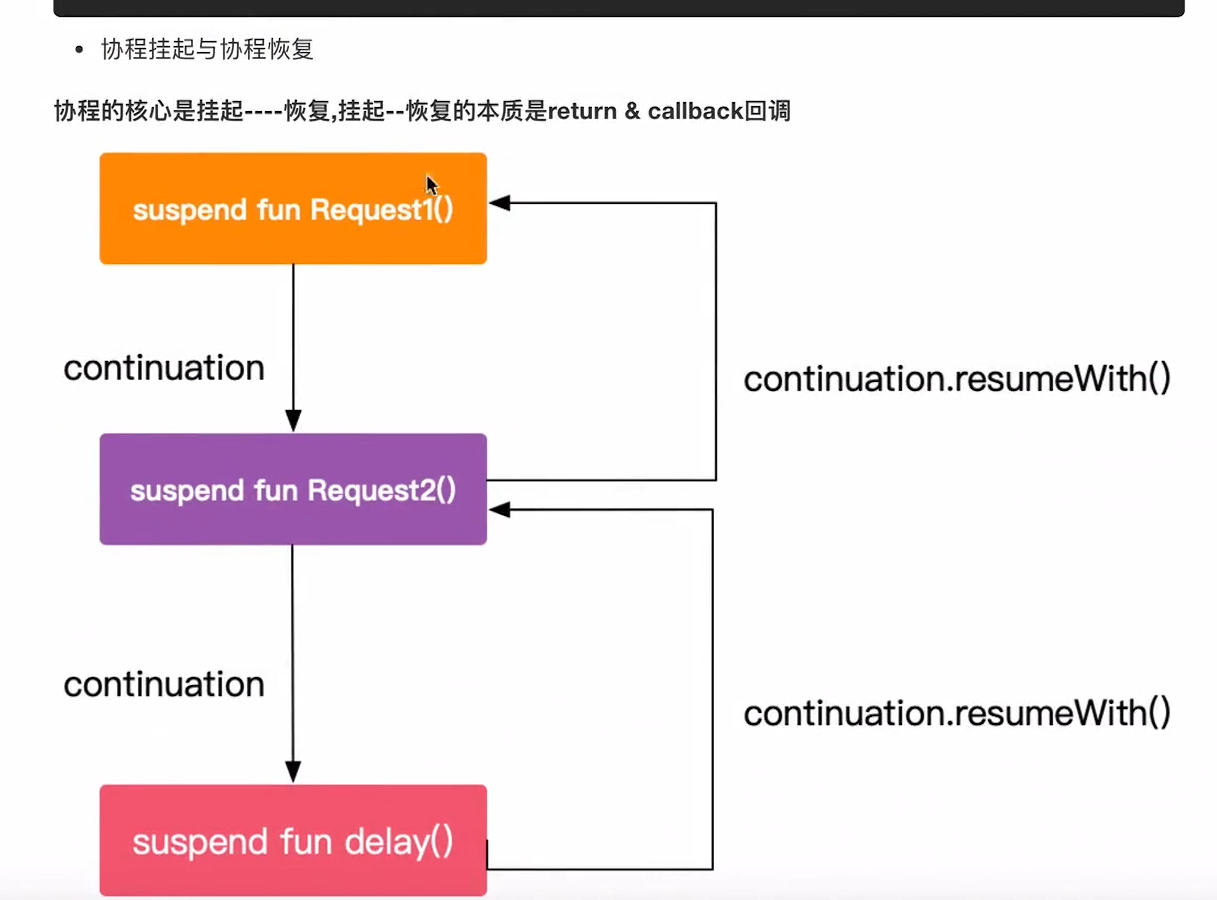 协程挂起与协程恢复
协程的核心是挂起----恢复,挂起--恢复的本质是return & callback回调
suspend fun Request1()
continuation
continuation.resumeWith()
suspend fun Request2()
continuation
continuation.resumeWith()
suspend fun delay()